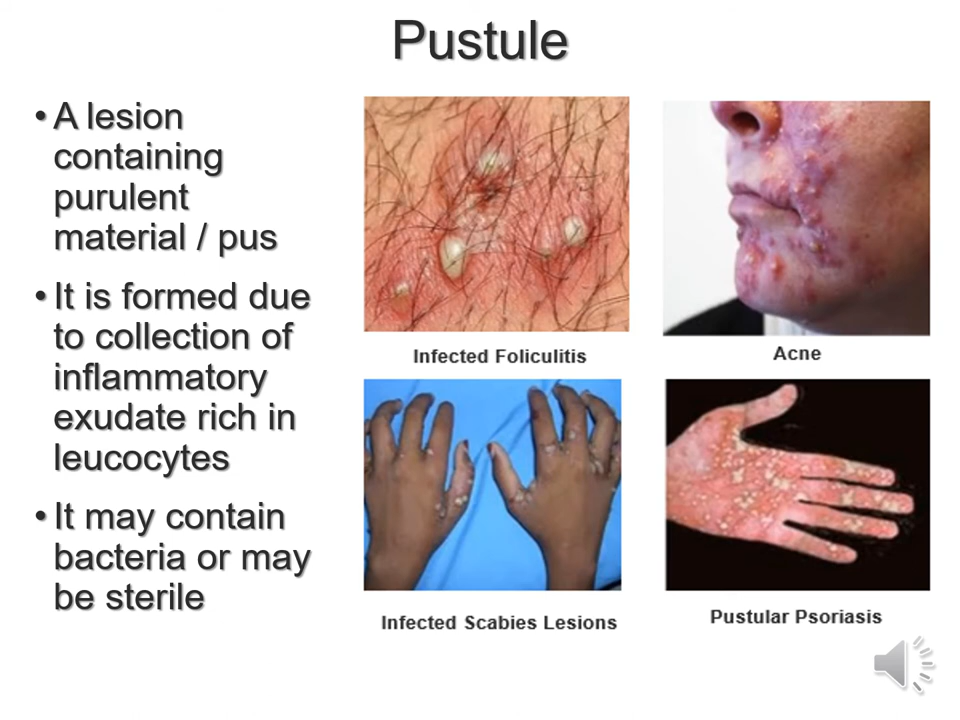 Pustule
• A lesion
containing
purulent
material / pus
• It is formed due
to collection of
inflammatory
exudate rich in
leucocytes
• It may contain
bacteria or may
be sterile
Infected Foliculitis
Acne
Infected Scabies Lesions
Pustular Psoriasis